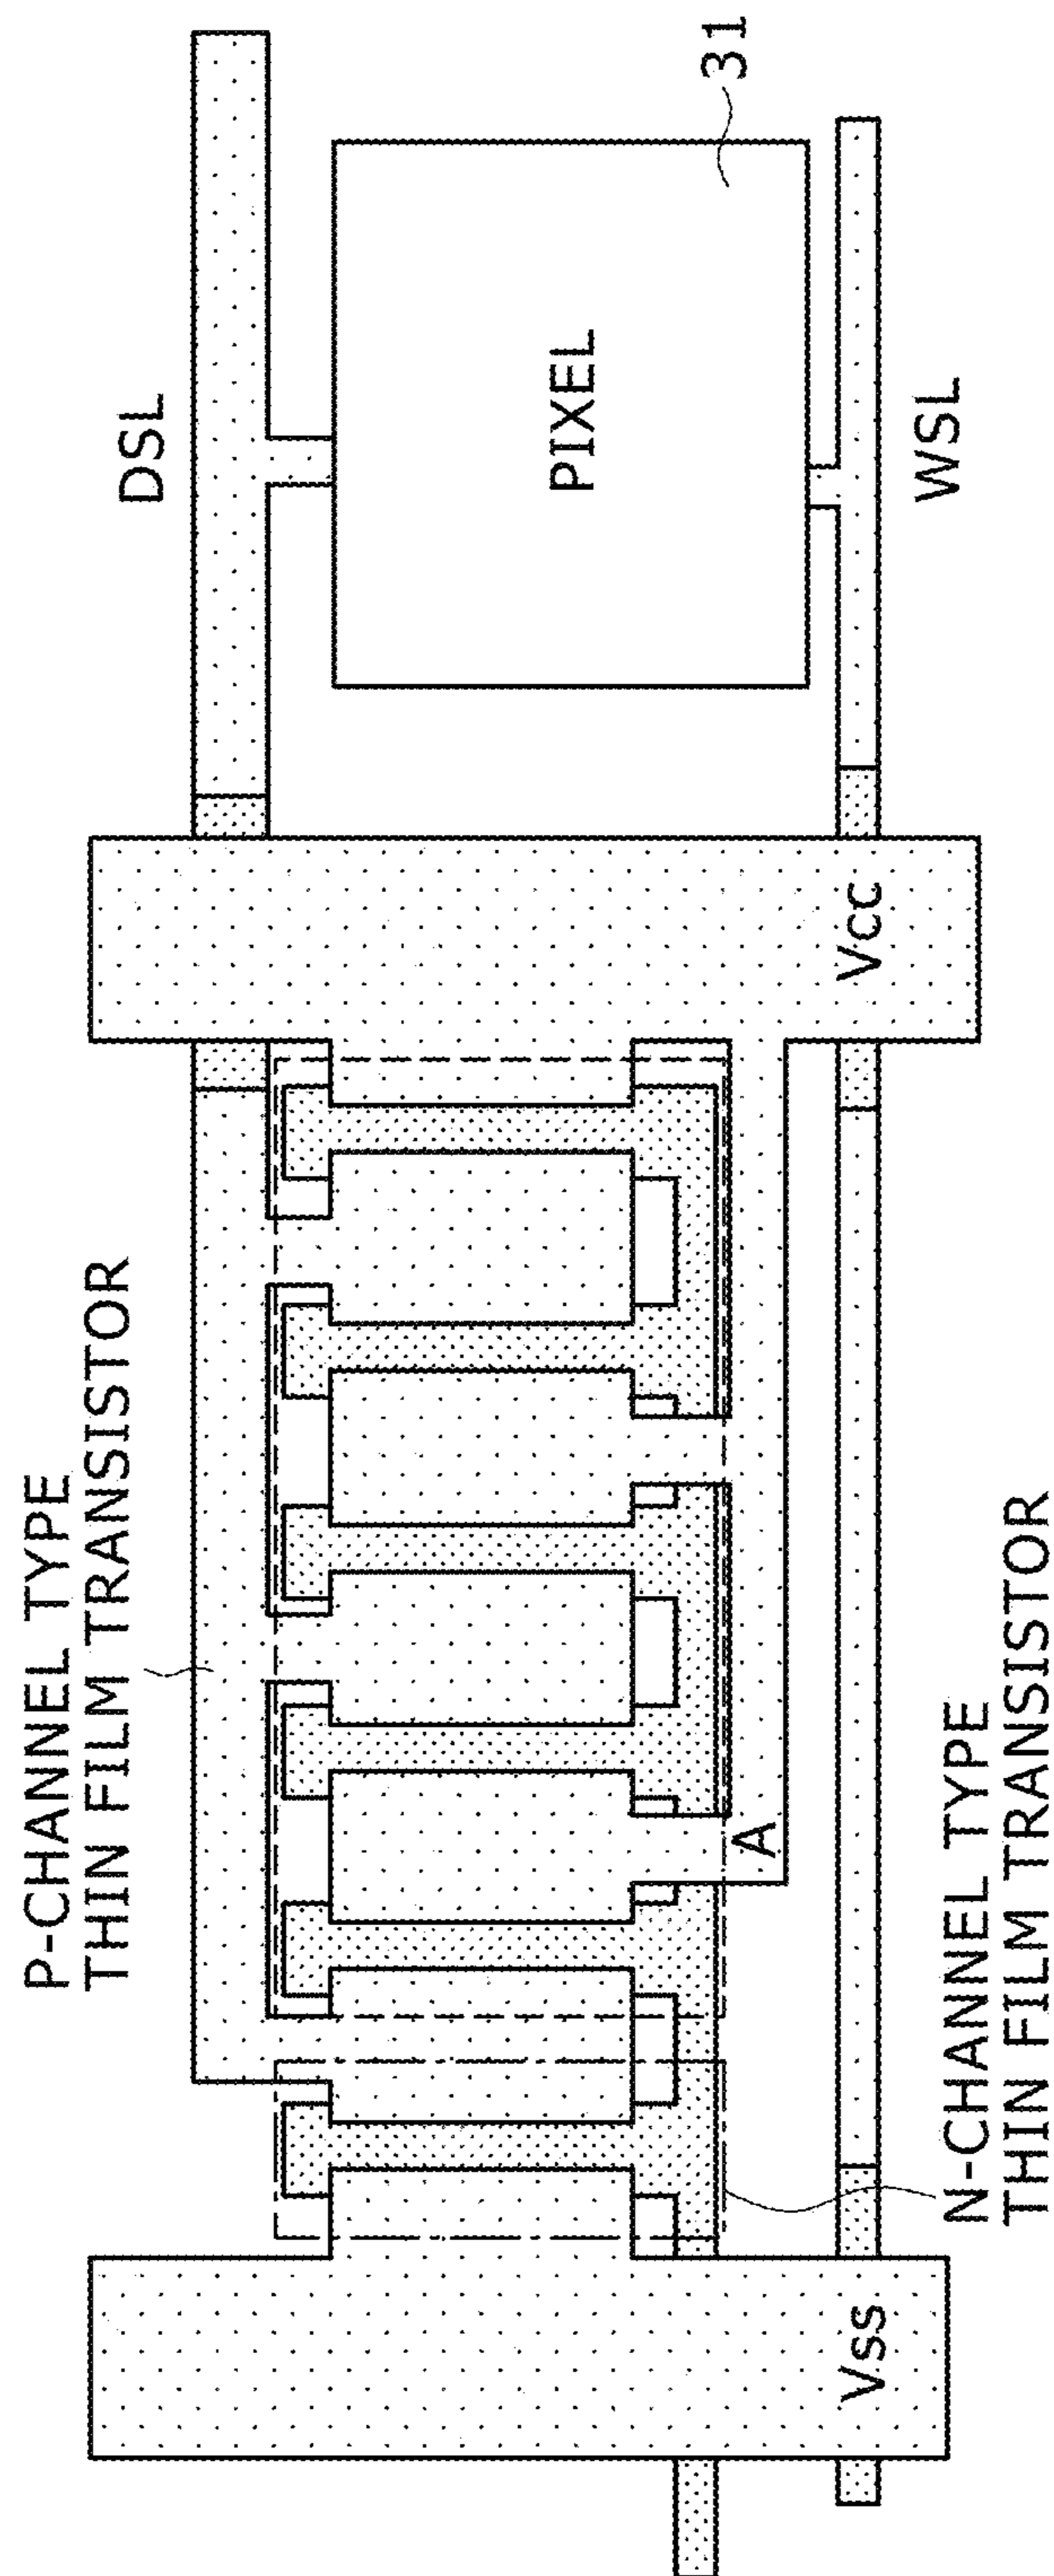 P-CHANNEL TYPE
THIN FILM TRANSISTOR
DSL
PIXEL
31
A
Vss
Vcc
WSL
N-CHANNEL TYPE
THIN FILM TRANSISTOR